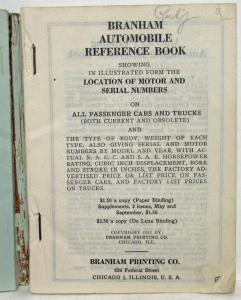 BRANHAM
AUTOMOBILE
REFERENCE BOOK
SHOWING
IN ILLUSTRATED FORM THE
LOCATION OF MOTOR AND
SERIAL NUMBERS
ON
ALL PASSENGER CARS AND TRUCKS
(BOTH CURRENT AND OBSOLETE)
AND
THE TYPE OF BODY, WEIGHT OF EACH
TYPE, ALSO GIVING SERIAL AND MOTOR
NUMBERS BY MODEL AND YEAR, WITH AC-
TUAL N. A. C. C. AND S. A. E. HORSEPOWER
RATING, CUBIC INCH DISPLACEMENT, BORE
AND STROKE IN INCHES, THE FACTORY AD-
VERTISED PRICE OR LIST PRICE ON PAS-
SENGER CARS, AND FACTORY LIST PRICES
ON TRUCKS.
$2.50 a copy (Paper Binding)
Supplements, 2 issues, May and
September, $1.50
$3.50 a copy (De Luxe Binding)
COPYRIGHT BY
BRANHAM PRINTING CO.
CHICAGO, ILL.
BRANHAM PRINTING CO.
Federal Street
CHICAGO 5, ILLINOIS, U. S. A.